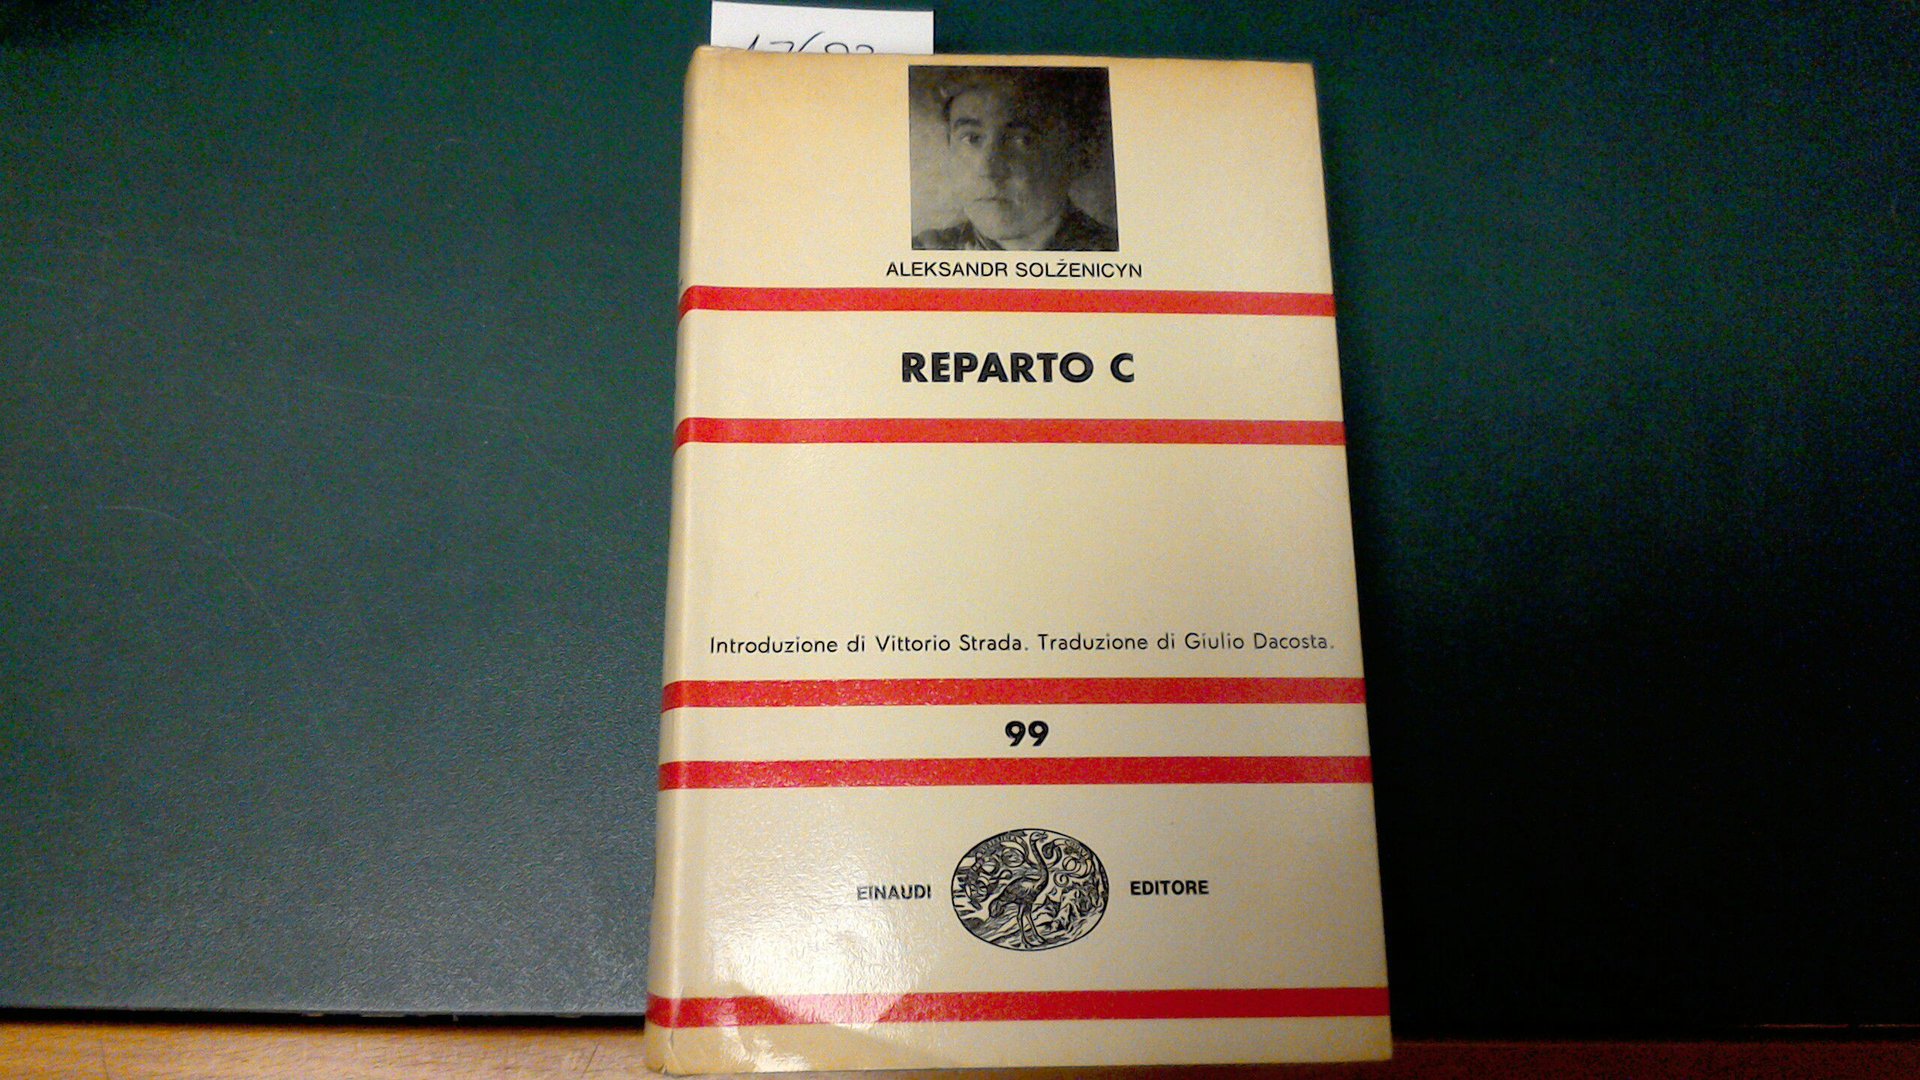 ALEKSANDR SOLŽENICYN
REPARTO C
Introduzione di Vittorio Strada. Traduzione di Giulio Dacosta.
99
EINAUDI EDITORE